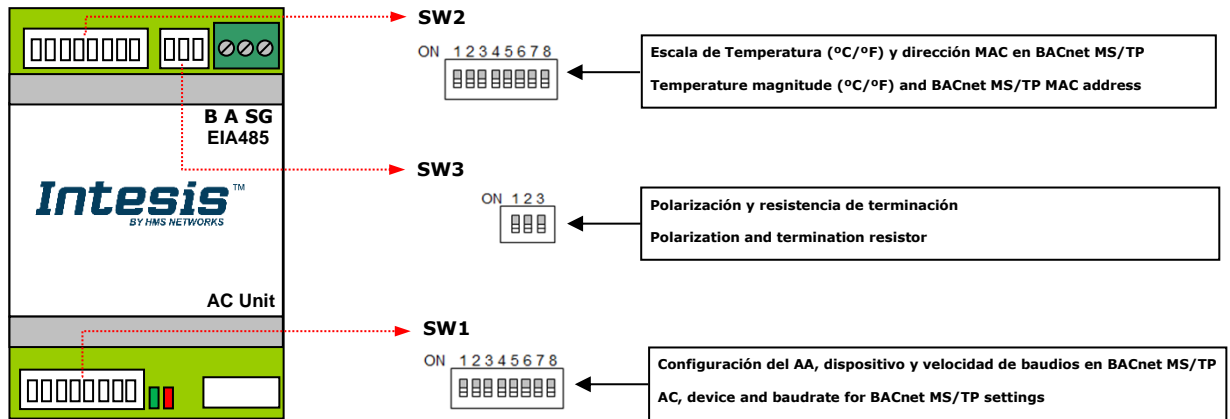 SW2
ON 1 2 3 4 5 6 7 8
Escala de Temperatura (ºC/ºF) y dirección MAC en BACnet MS/TP
Temperature magnitude (ºC/ºF) and BACnet MS/TP MAC address
B A SG
EIA485
SW3
ON 1 2 3
Polarización y resistencia de terminación
Polarization and termination resistor
Intesis™
BY HMS NETWORKS
AC Unit
SW1
ON 1 2 3 4 5 6 7 8
Configuración del AA, dispositivo y velocidad de baudios en BACnet MS/TP
AC, device and baudrate for BACnet MS/TP settings